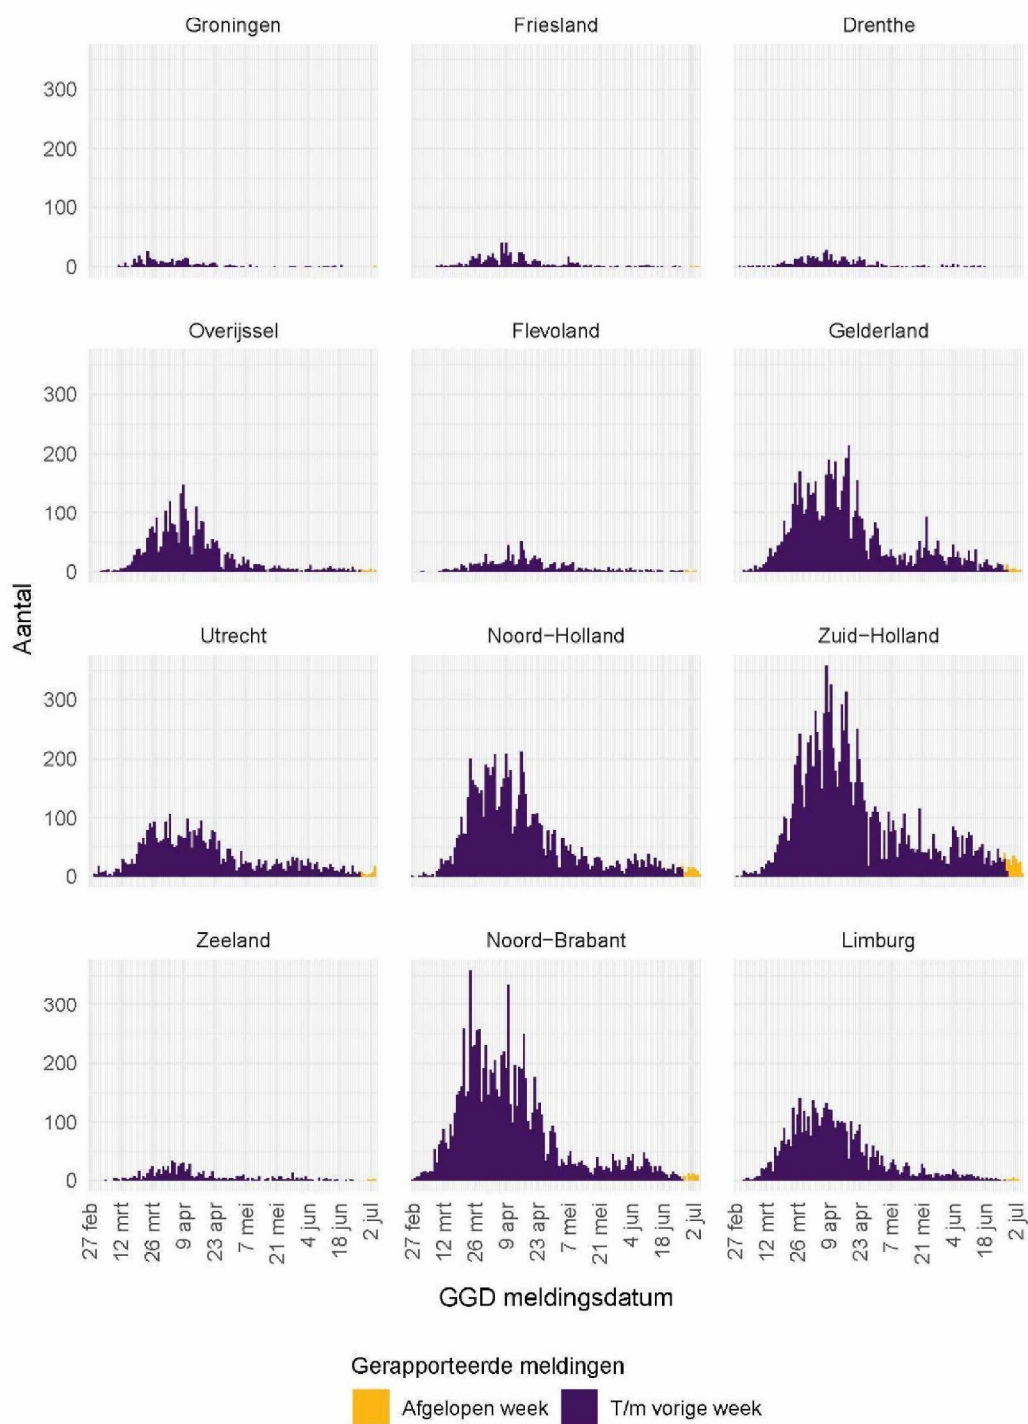 Groningen Friesland Drenthe
300
200
100
0
Overijssel Flevoland Gelderland
300
200
100
0
Aantal
Utrecht Noord-Holland Zuid-Holland
300
200
100
0
Zeeland Noord-Brabant Limburg
300
200
100
0
27 feb 12 mrt 26 mrt 9 apr 23 apr 7 mei 21 mei 4 jun 18 jun 2 jul 27 feb 12 mrt 26 mrt 9 apr 23 apr 7 mei 21 mei 4 jun 18 jun 2 jul 27 feb 12 mrt 26 mrt 9 apr 23 apr 7 mei 21 mei 4 jun 18 jun 2 jul
GGD meldingsdatum
Gerapporteerde meldingen
Afgelopen week T/m vorige week